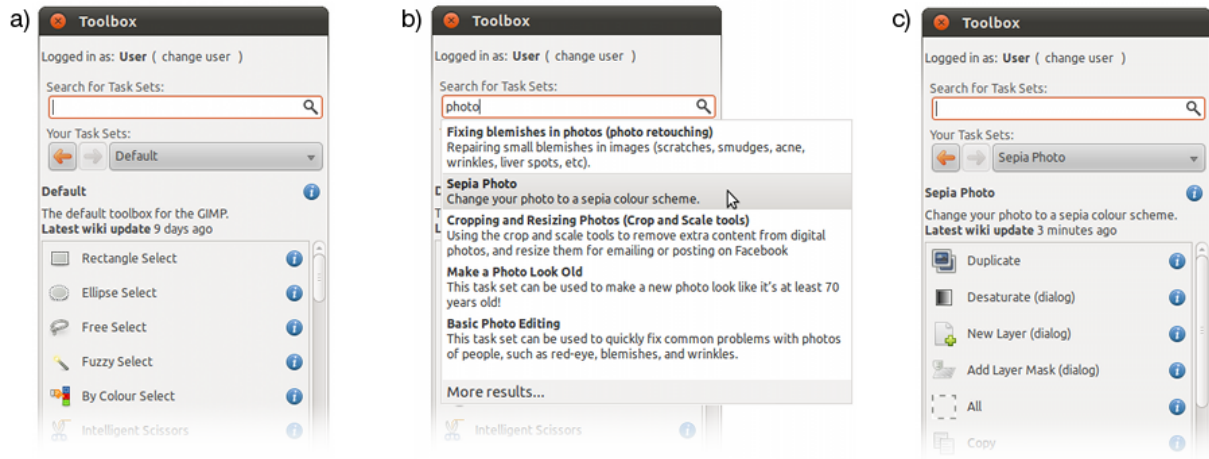 a)
Toolbox
Logged in as: User ( change user )
Search for Task Sets:
Your Task Sets:
Default
Default
The default toolbox for the GIMP.
Latest wiki update 9 days ago
Rectangle Select
Ellipse Select
Free Select
Fuzzy Select
By Colour Select
Intelligent Scissors
b)
Toolbox
Logged in as: User ( change user )
Search for Task Sets:
photo
Fixing blemishes in photos (photo retouching)
Repairing small blemishes in images (scratches, smudges, acne,
wrinkles, liver spots, etc).
Sepia Photo
Change your photo to a sepia colour scheme.
Cropping and Resizing Photos (Crop and Scale tools)
Using the crop and scale tools to remove extra content from digital
photos, and resize them for emailing or posting on Facebook
Make a Photo Look Old
This task set can be used to make a new photo look like it's at least 70
years old!
Basic Photo Editing
This task set can be used to quickly fix common problems with photos
of people, such as red-eye, blemishes, and wrinkles.
More results...
Intelligent Scissors
c)
Toolbox
Logged in as: User ( change user )
Search for Task Sets:
Your Task Sets:
Sepia Photo
Sepia Photo
Change your photo to a sepia colour scheme.
Latest wiki update 3 minutes ago
Duplicate
Desaturate (dialog)
New Layer (dialog)
Add Layer Mask (dialog)
All
Copy